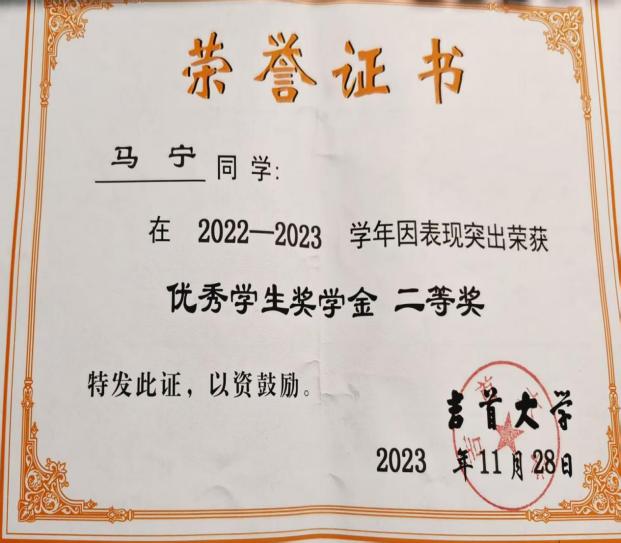 荣誉证书
马 宁 同学:
在 2022—2023 学年因表现突出荣获
优秀学生奖学金 二等奖
特发此证，以资鼓励。
吉首大学
2023 年11月28日